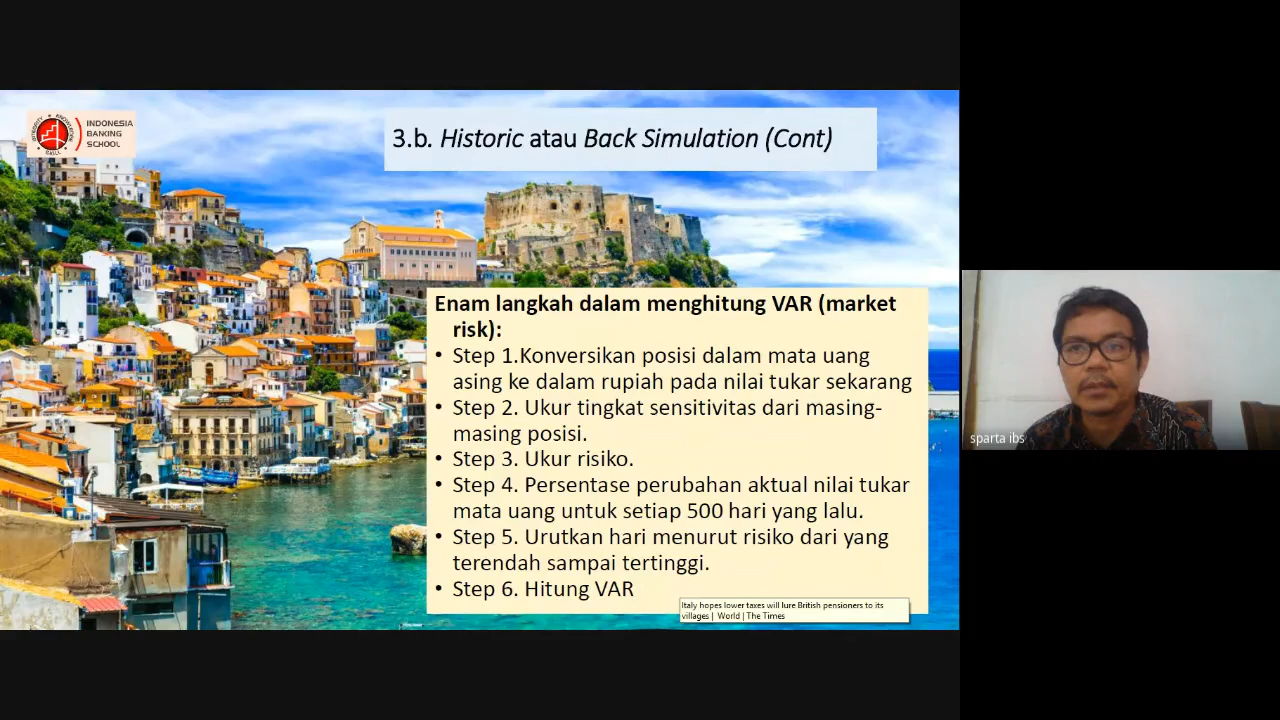 INDONESIA
BANKING
SCHOOL
3.b. Historic atau Back Simulation (Cont)
Enam langkah dalam menghitung VAR (market
risk):
• Step 1.Konversikan posisi dalam mata uang
asing ke dalam rupiah pada nilai tukar sekarang
• Step 2. Ukur tingkat sensitivitas dari masing-
masing posisi.
• Step 3. Ukur risiko.
• Step 4. Persentase perubahan aktual nilai tukar
mata uang untuk setiap 500 hari yang lalu.
• Step 5. Urutkan hari menurut risiko dari yang
terendah sampai tertinggi.
• Step 6. Hitung VAR
Italy hopes lower taxes will lure British pensioners to its
villages | World | The Times
sparta ibs